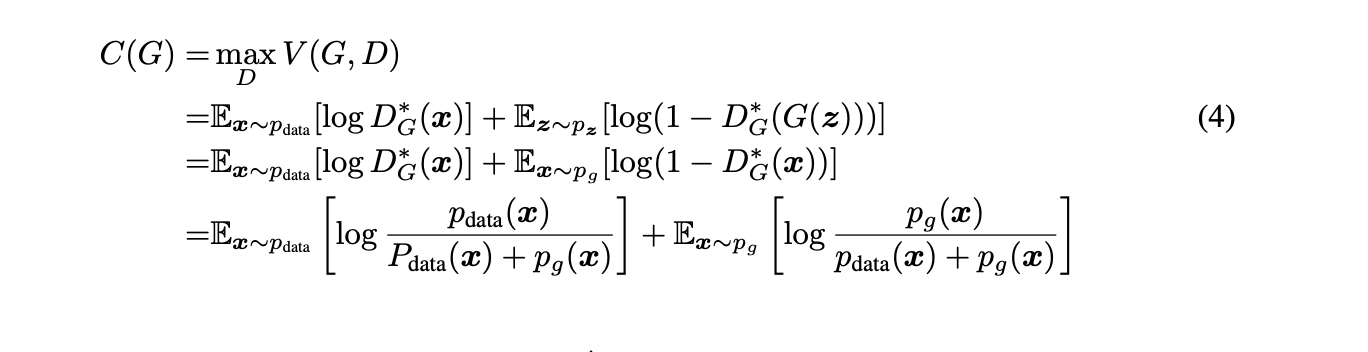 C(G) = max_D V(G, D)
=𝔼_{x∼p_data}[log D*_G(x)] + 𝔼_{z∼p_z}[log(1 − D*_G(G(z)))] (4)
=𝔼_{x∼p_data}[log D*_G(x)] + 𝔼_{x∼p_g}[log(1 − D*_G(x))]
=𝔼_{x∼p_data} [log p_data(x) / (P_data(x) + p_g(x))] + 𝔼_{x∼p_g} [log p_g(x) / (p_data(x) + p_g(x))]